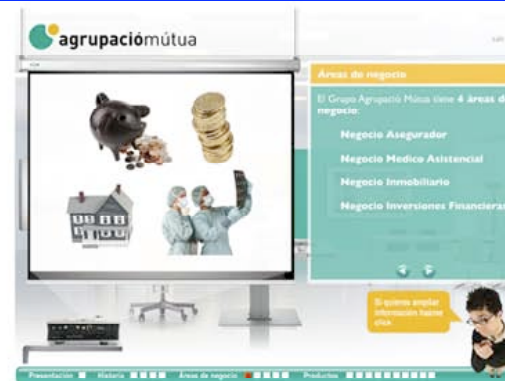 agrupaciómútua
Áreas de negocio
El Grupo Agrupació Mútua tiene 4 áreas de
negocio:
Negocio Asegurador
Negocio Medico Asistencial
Negocio Inmobiliario
Negocio Inversiones Financieras
Si quieres ampliar
información hazme
click
Presentación Historia Áreas de negocio Productos